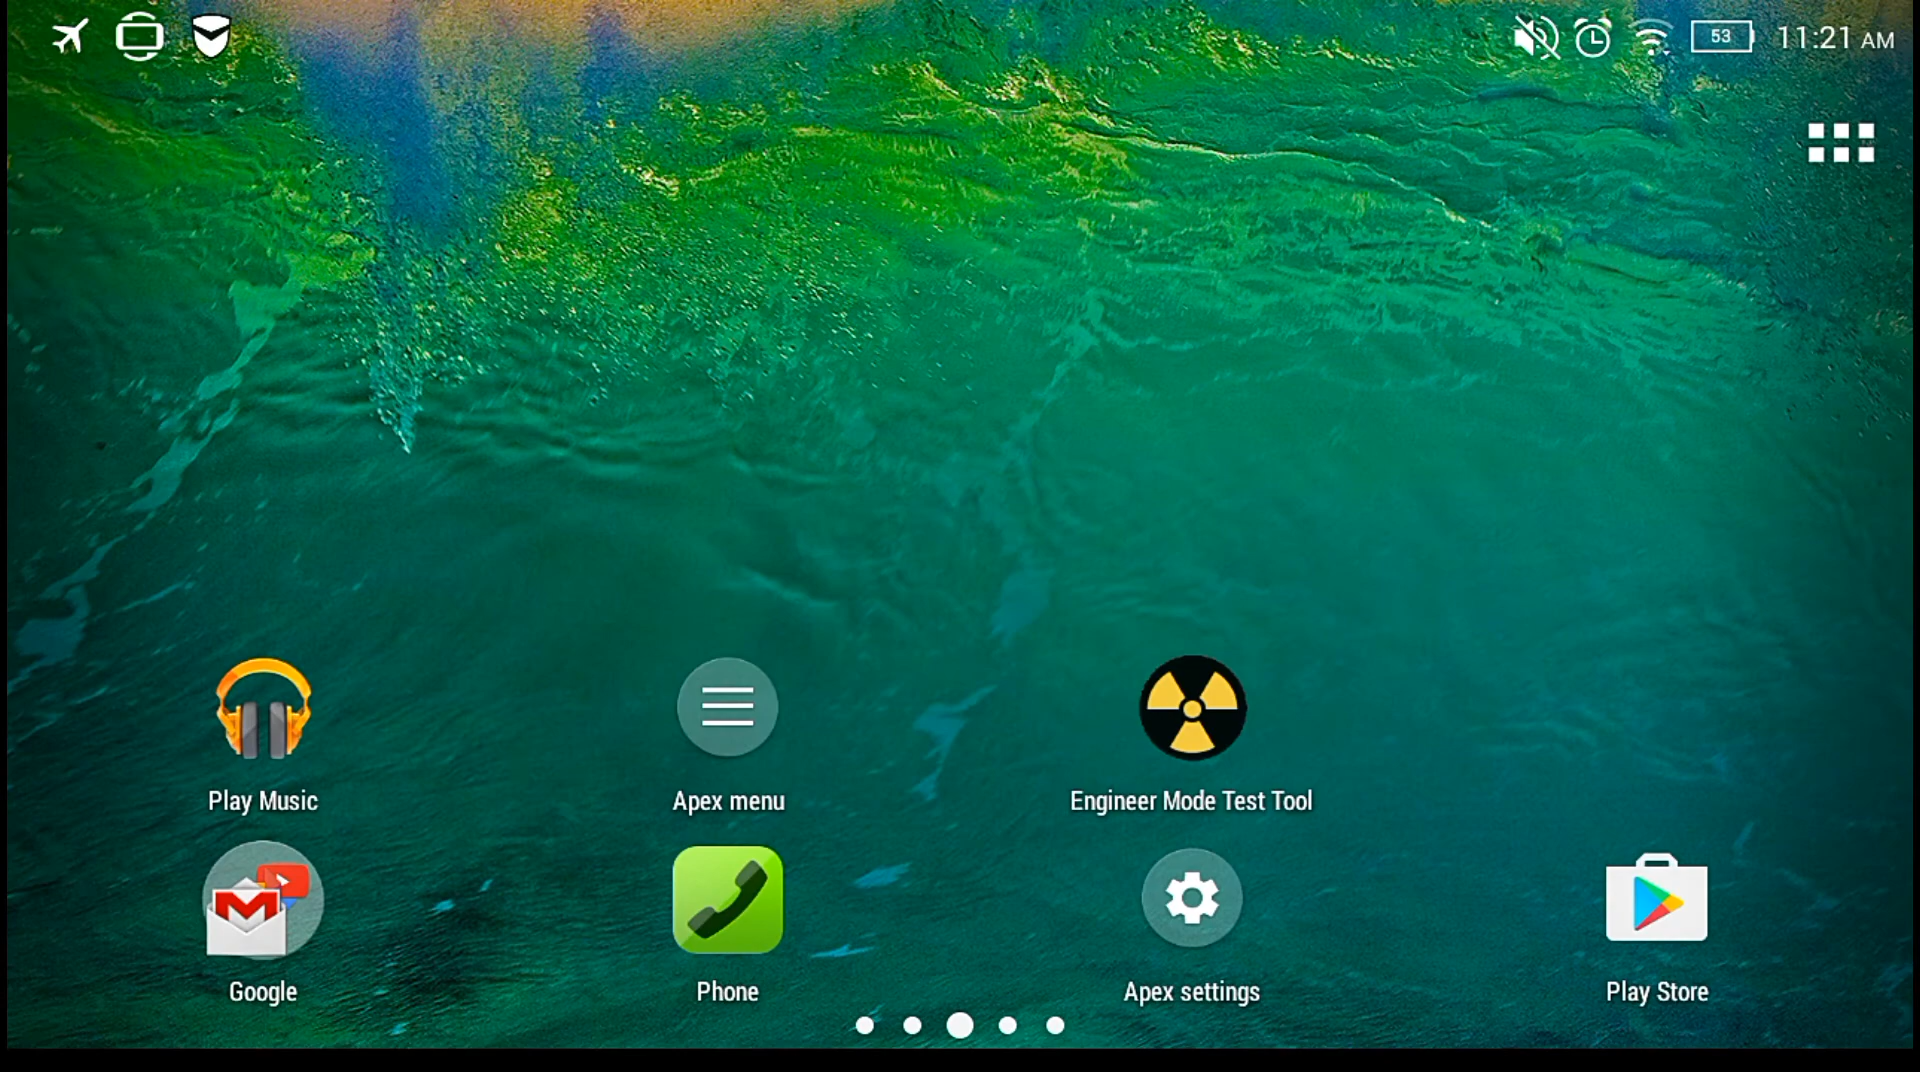 53 11:21 AM
Play Music
Apex menu
Engineer Mode Test Tool
Google
Phone
Apex settings
Play Store